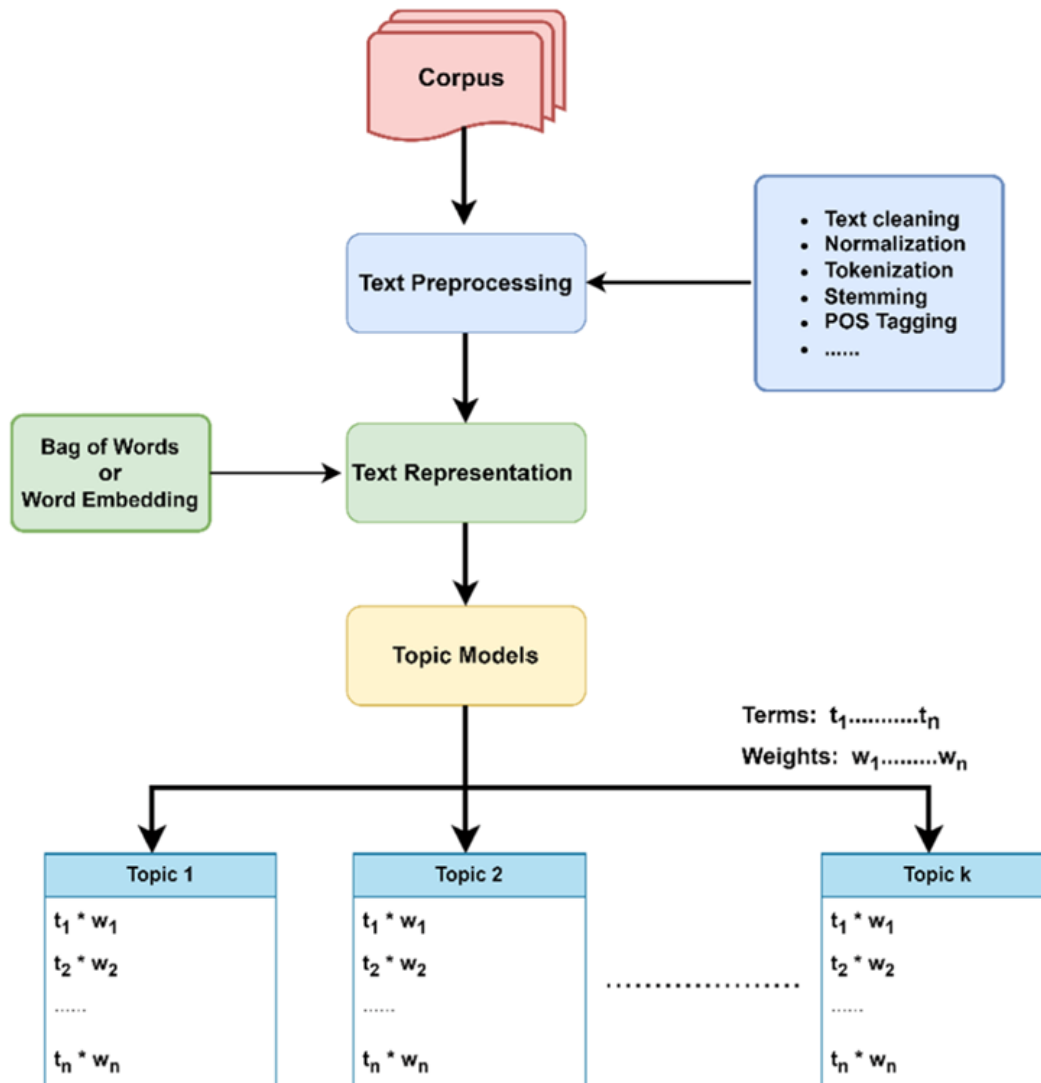 Corpus
Text Preprocessing
• Text cleaning
• Normalization
• Tokenization
• Stemming
• POS Tagging
• ......
Bag of Words
or
Word Embedding
Text Representation
Topic Models
Terms: t₁...........tₙ
Weights: w₁.........wₙ
Topic 1
t₁ * w₁
t₂ * w₂
......
tₙ * wₙ
Topic 2
t₁ * w₁
t₂ * w₂
......
tₙ * wₙ
....................
Topic k
t₁ * w₁
t₂ * w₂
......
tₙ * wₙ